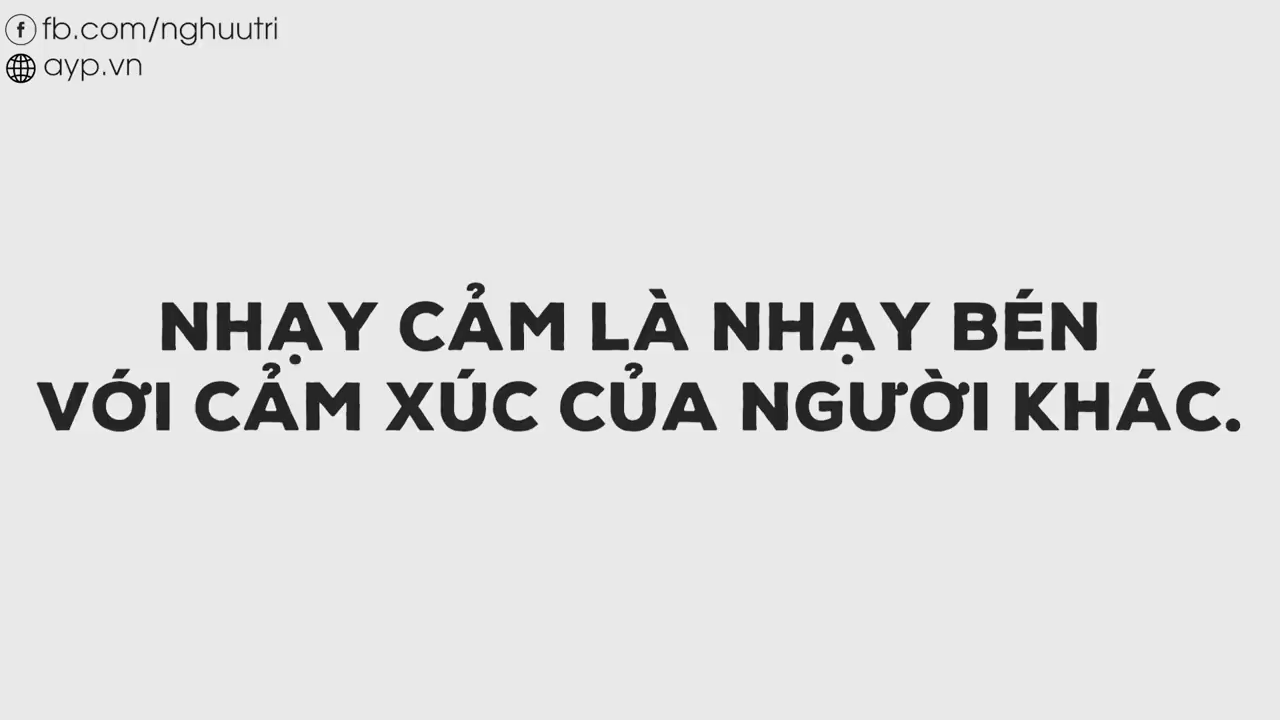 fb.com/nghuutri
ayp.vn
NHẠY CẢM LÀ NHẠY BÉN
VỚI CẢM XÚC CỦA NGƯỜI KHÁC.